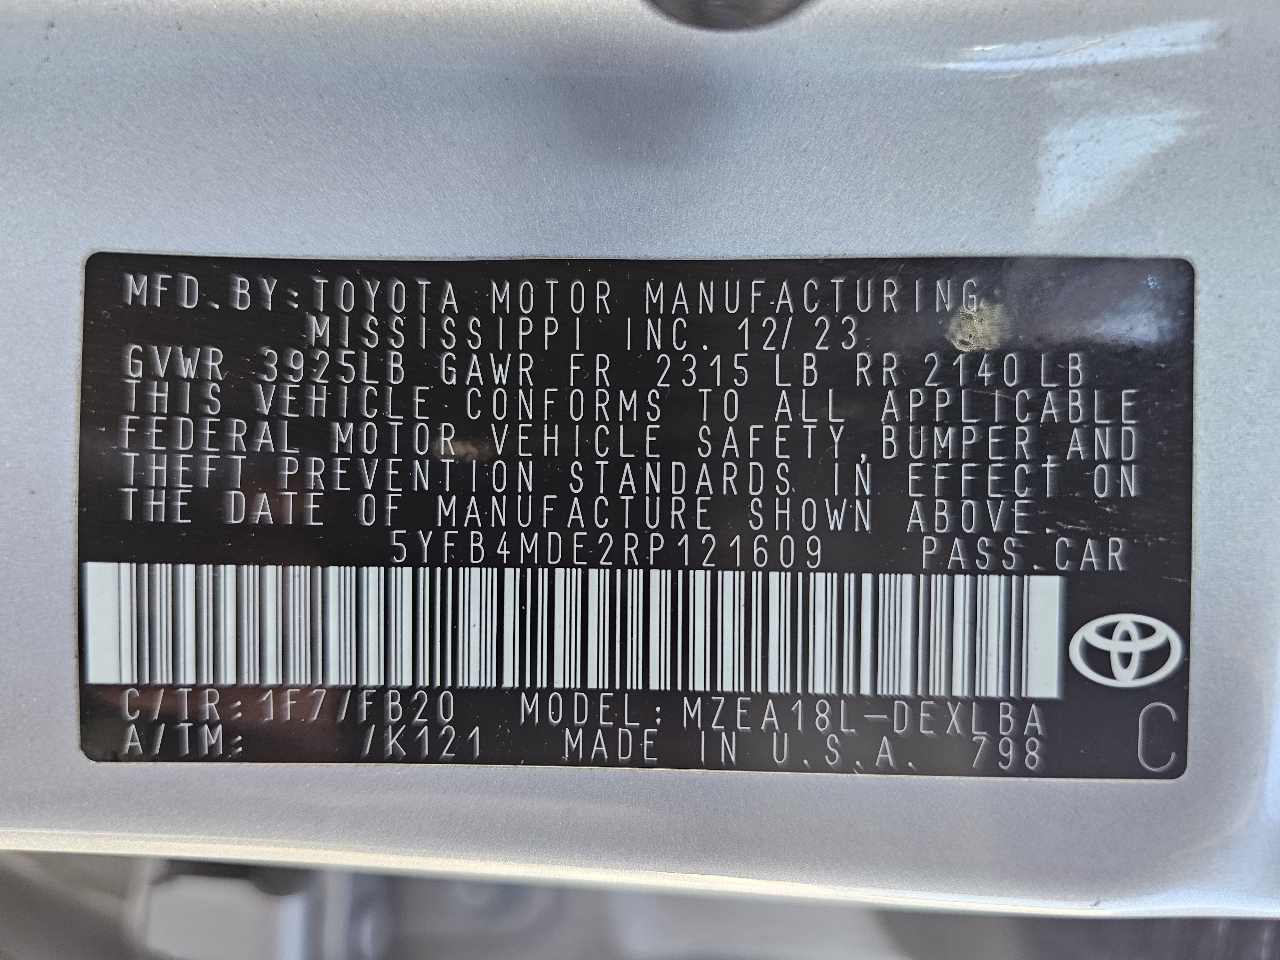 MFD.BY:TOYOTA MOTOR MANUFACTURING
MISSISSIPPI INC. 12/23
GVWR 3925LB GAWR FR 2315 LB RR 2140 LB
THIS VEHICLE CONFORMS TO ALL APPLICABLE
FEDERAL MOTOR VEHICLE SAFETY,BUMPER,AND
THEFT PREVENTION STANDARDS IN EFFECT ON
THE DATE OF MANUFACTURE SHOWN ABOVE.
5YFB4MDE2RP121609 PASS.CAR
C/TR:1F7/FB20 MODEL:MZEA18L-DEXLBA
A/TM: /K121 MADE IN U.S.A. 798 C